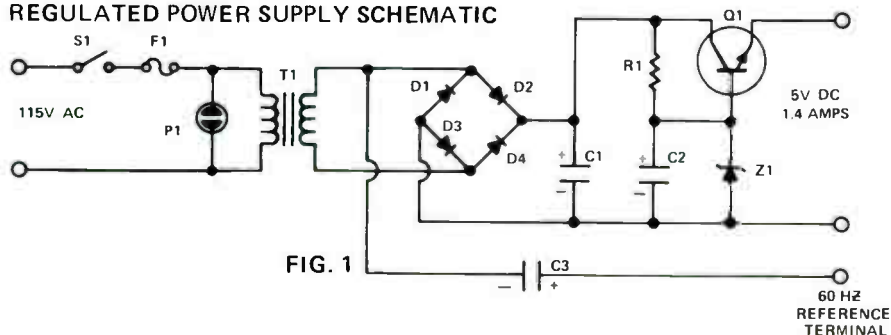 REGULATED POWER SUPPLY SCHEMATIC
S1
F1
T1
115V AC
P1
D1
D2
D3
D4
C1
R1
C2
Q1
Z1
5V DC
1.4 AMPS
+
−
+
−
FIG. 1
−
C3
+
60 HZ
REFERENCE
TERMINAL